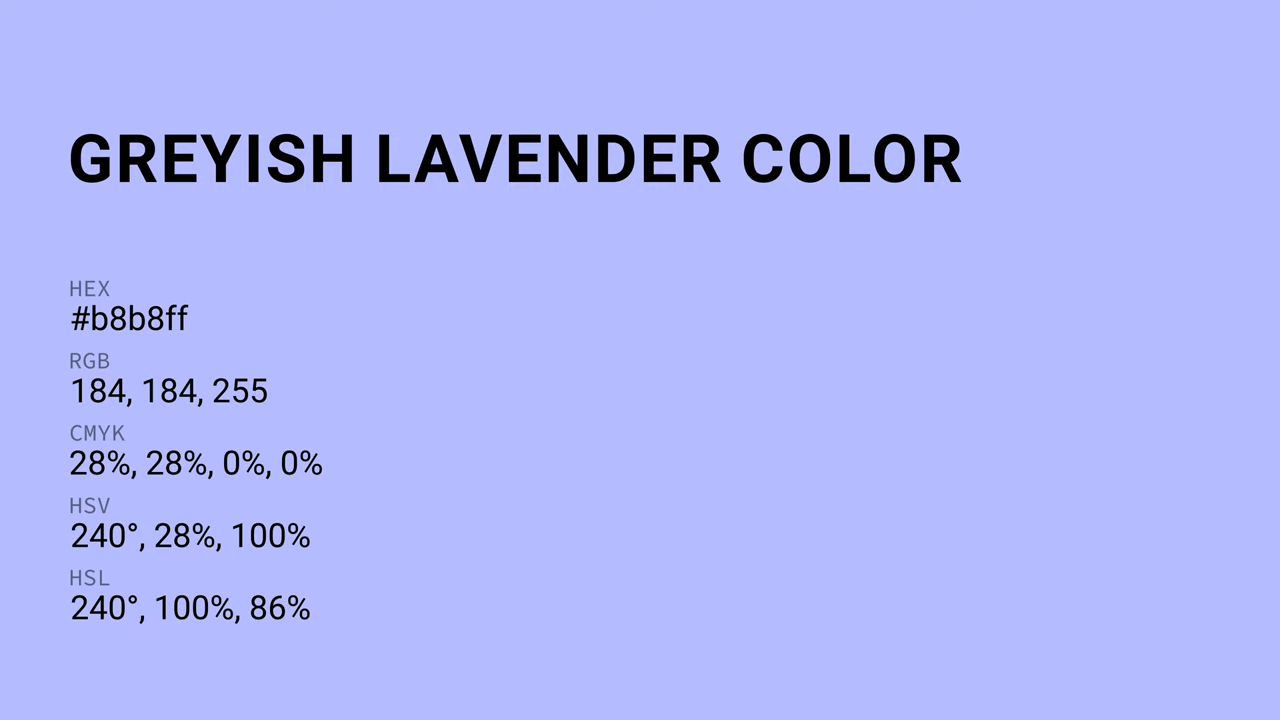 GREYISH LAVENDER COLOR
HEX
#b8b8ff
RGB
184, 184, 255
CMYK
28%, 28%, 0%, 0%
HSV
240°, 28%, 100%
HSL
240°, 100%, 86%